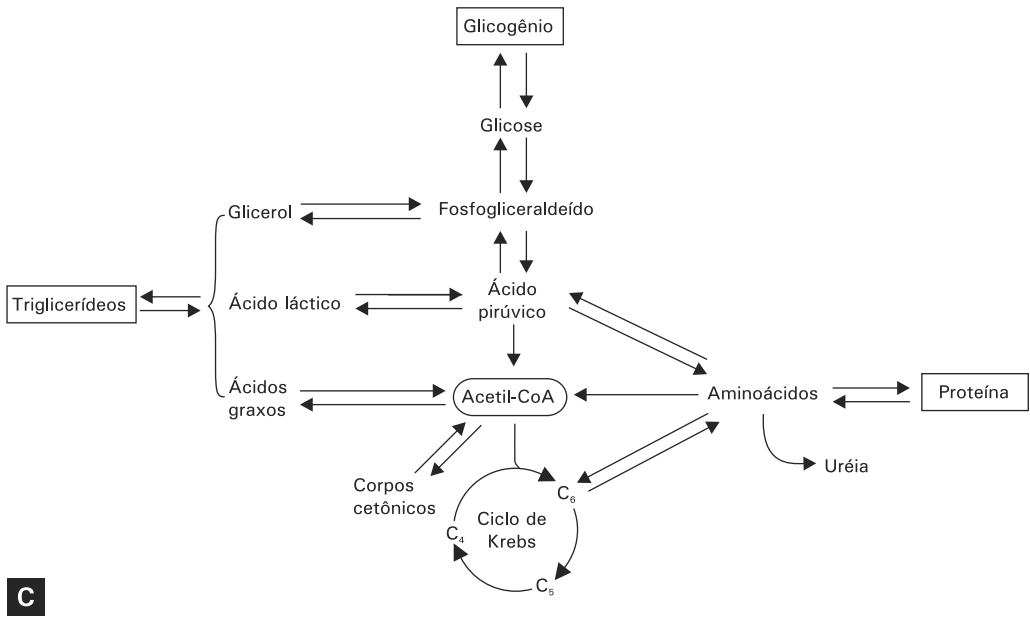 Glicogênio
Glicose
Glicerol
Fosfogliceraldeído
Triglicerídeos
Ácido láctico
Ácido
pirúvico
Ácidos
graxos
Acetil-CoA
Aminoácidos
Proteína
Uréia
Corpos
cetônicos
C₆
Ciclo de
Krebs
C₄
C₅
C